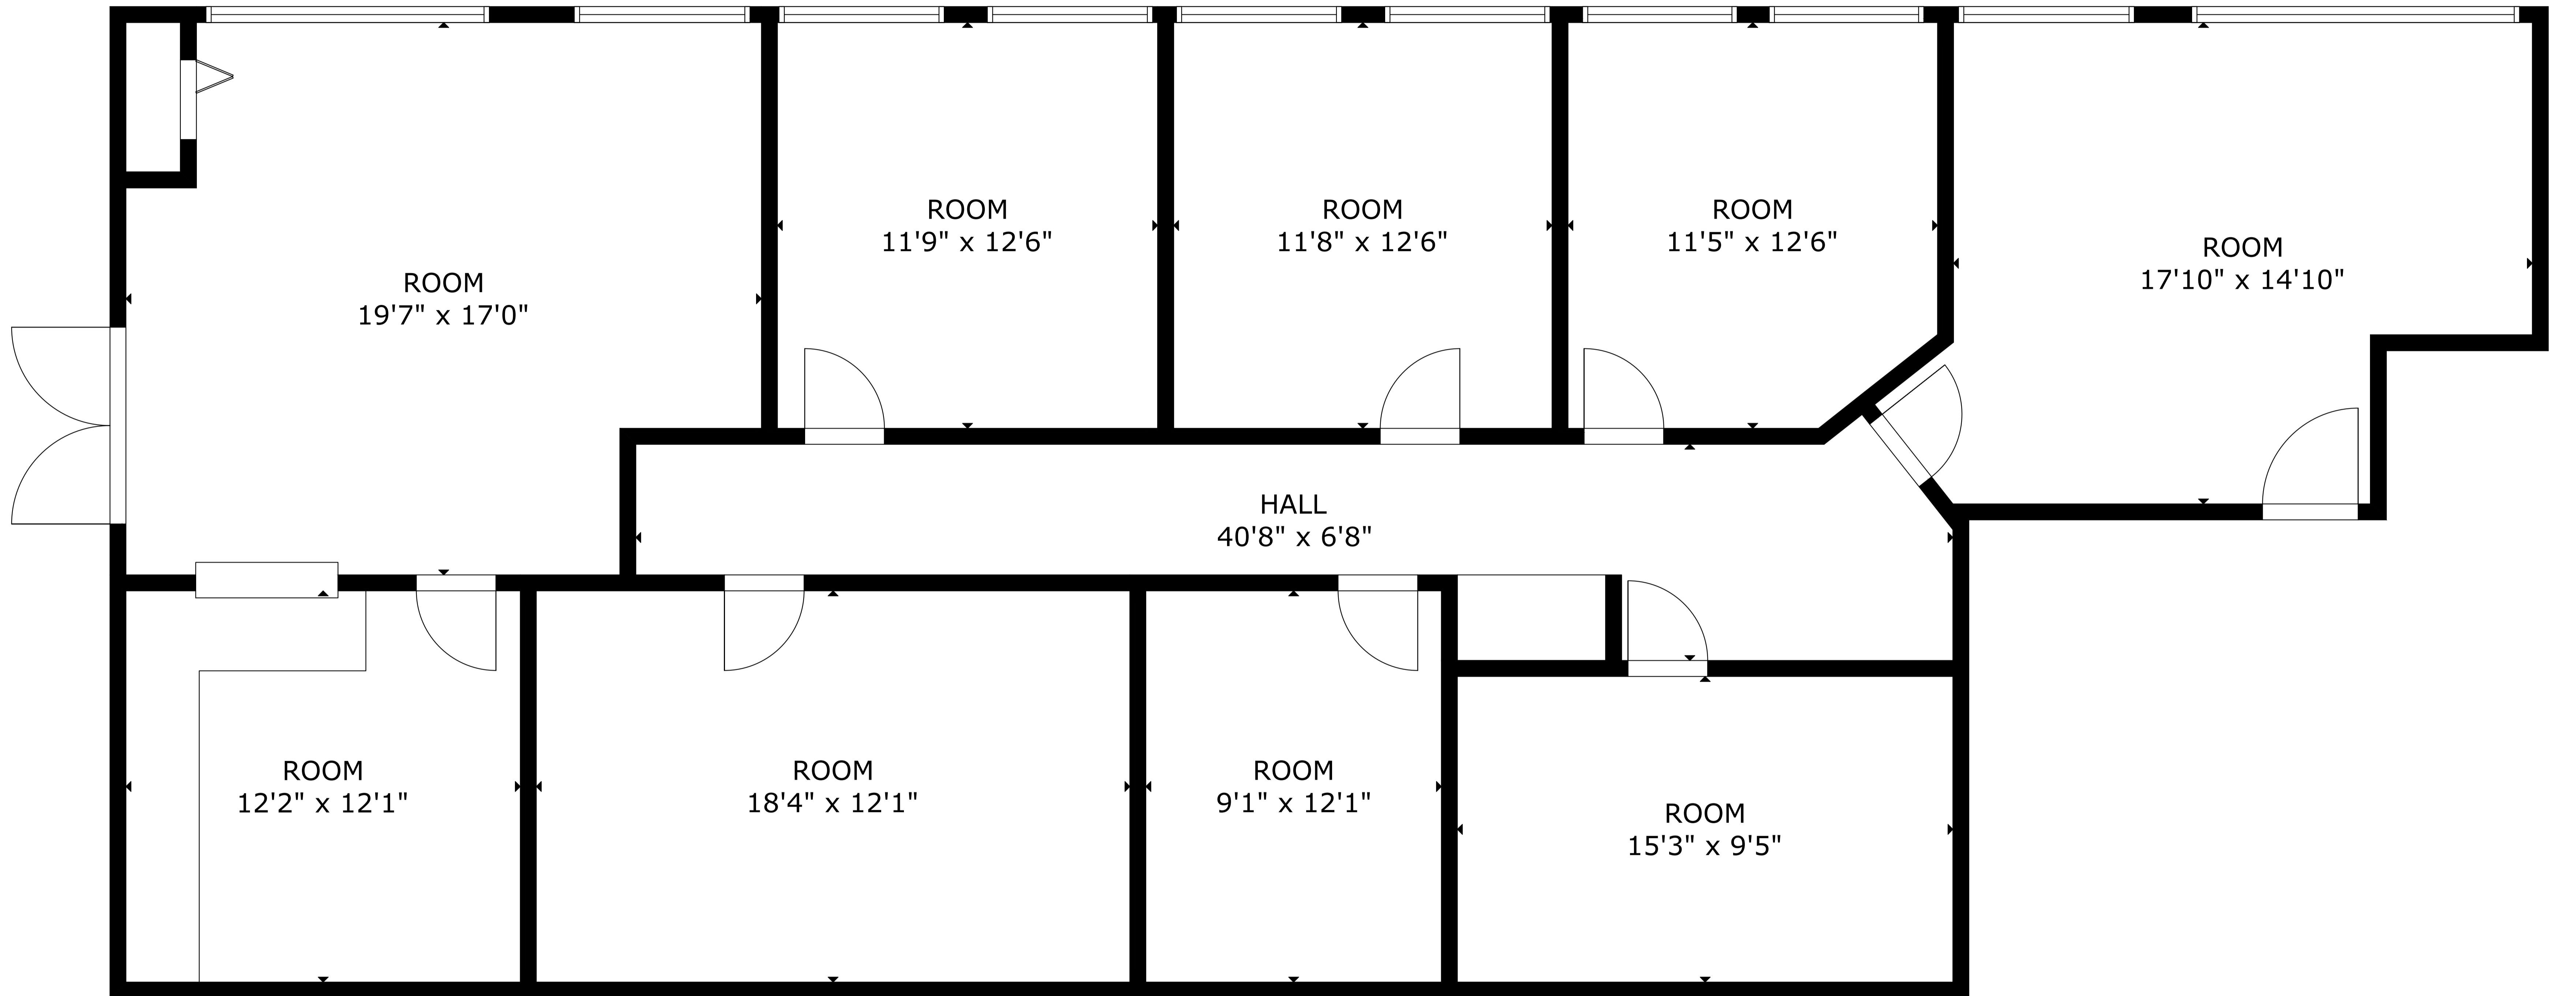 ROOM
19'7" x 17'0"
ROOM
11'9" x 12'6"
ROOM
11'8" x 12'6"
ROOM
11'5" x 12'6"
ROOM
17'10" x 14'10"
HALL
40'8" x 6'8"
ROOM
12'2" x 12'1"
ROOM
18'4" x 12'1"
ROOM
9'1" x 12'1"
ROOM
15'3" x 9'5"